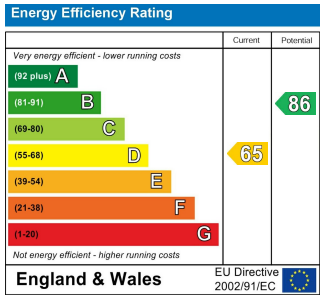 Energy Efficiency Rating
Current Potential
Very energy efficient - lower running costs
(92 plus) A
(81-91) B
86
(69-80) C
(55-68) D
65
(39-54) E
(21-38) F
(1-20) G
Not energy efficient - higher running costs
England & Wales
EU Directive
2002/91/EC